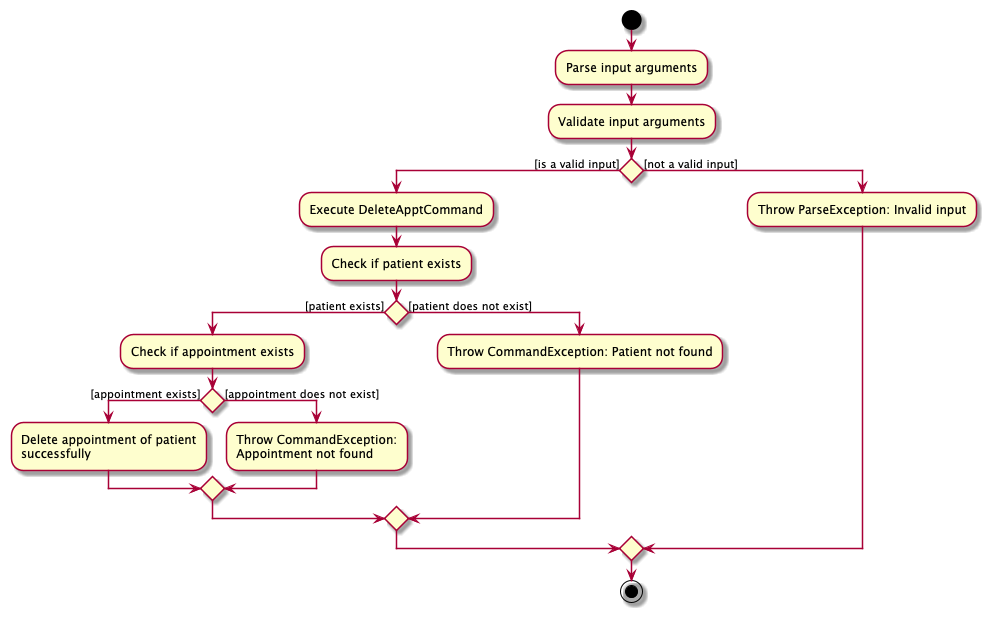 Parse input arguments
Validate input arguments
[is a valid input]
[not a valid input]
Execute DeleteApptCommand
Throw ParseException: Invalid input
Check if patient exists
[patient exists]
[patient does not exist]
Check if appointment exists
Throw CommandException: Patient not found
[appointment exists]
[appointment does not exist]
Delete appointment of patient
successfully
Throw CommandException:
Appointment not found